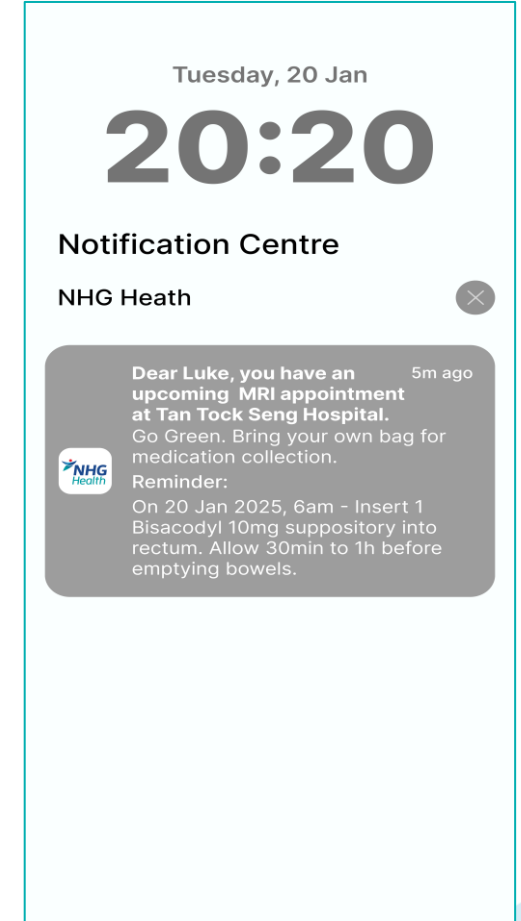 Tuesday, 20 Jan
20:20
Notification Centre
NHG Heath
Dear Luke, you have an
5m ago
upcoming  MRI appointment
at Tan Tock Seng Hospital.
Go Green. Bring your own bag for
medication collection.
NHG
Health
Reminder:
On 20 Jan 2025, 6am - Insert 1
Bisacodyl 10mg suppository into
rectum. Allow 30min to 1h before
emptying bowels.